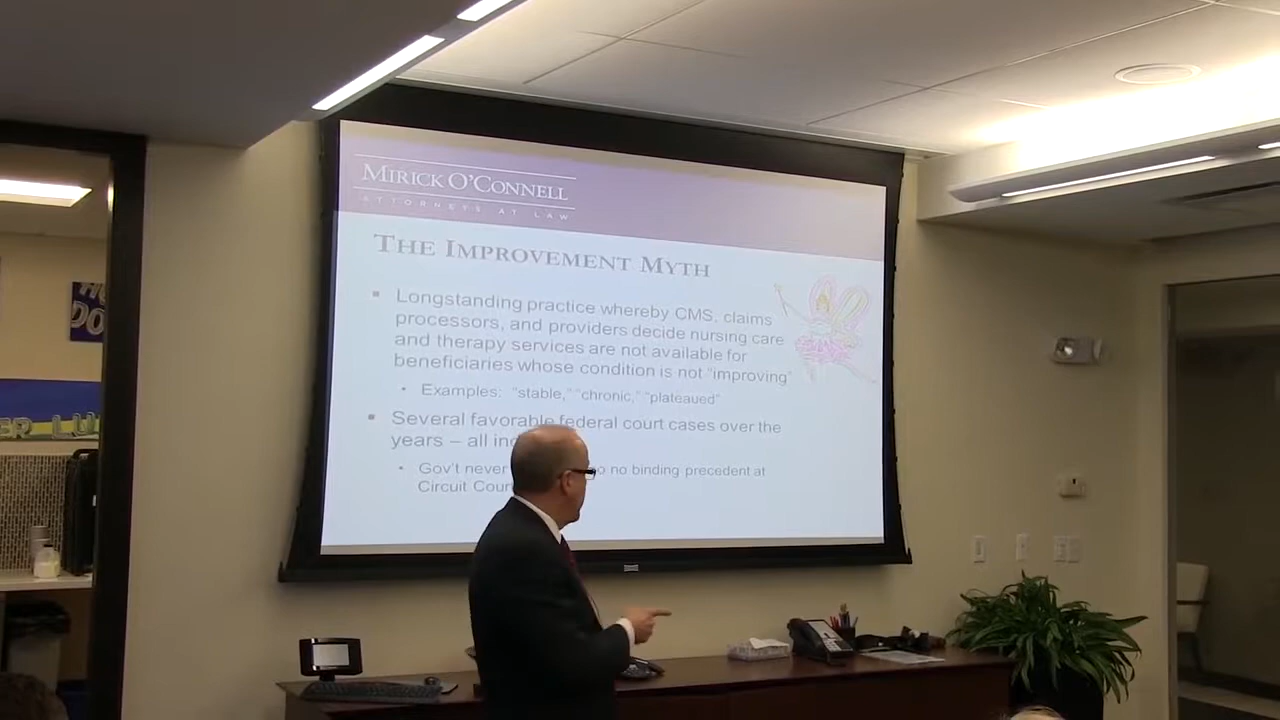 MIRICK O'CONNELL
ATTORNEYS AT LAW
THE IMPROVEMENT MYTH
Longstanding practice whereby CMS, claims
processors, and providers decide nursing care
and therapy services are not available for
beneficiaries whose condition is not "improving"
Examples: "stable," "chronic," "plateaued"
Several favorable federal court cases over the
years – all
Gov't never no binding precedent at
Circuit
DO